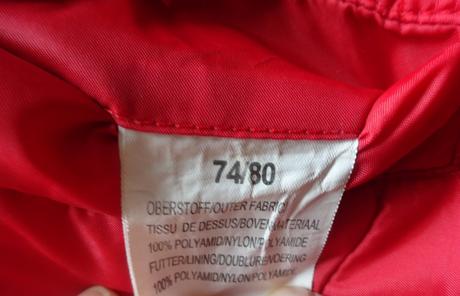 74/80
OBERSTOFF/OUTER FABRIC/
TISSU DE DESSUS/BOVENMATERIAAL
100% POLYAMID/NYLON/POLYAMIDE
FUTTER/LINING/DOUBLURE/VOERING
100% POLYAMID/NYLON/POLYAMIDE